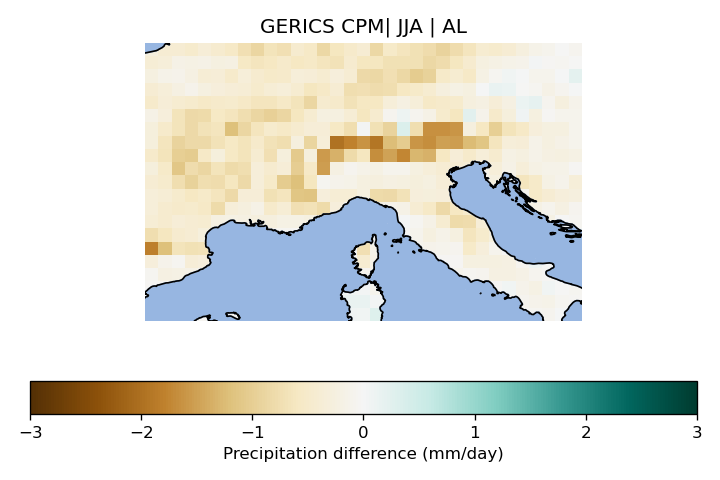 GERICS CPM| JJA | AL
−3 −2 −1 0 1 2 3
Precipitation difference (mm/day)